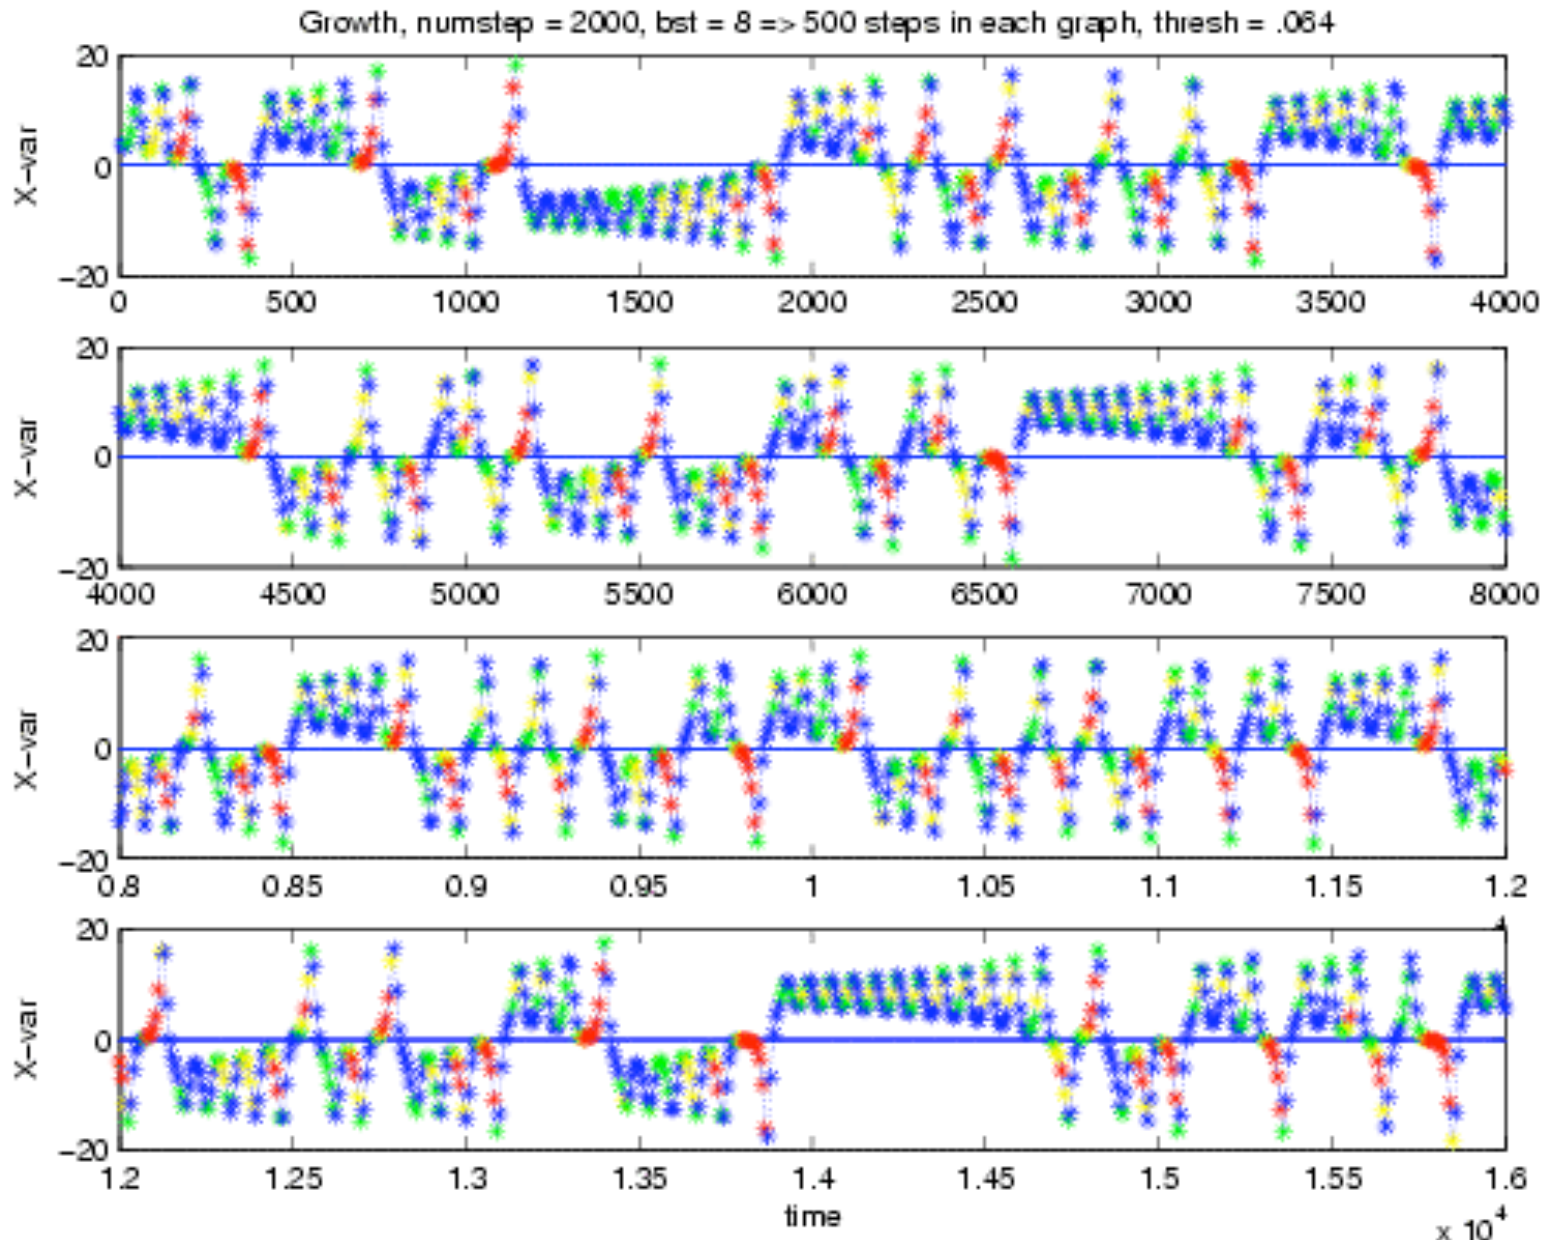 Growth, numstep = 2000, bst = 8 => 500 steps in each graph, thresh = .064
20
0
−20
X−var
0 500 1000 1500 2000 2500 3000 3500 4000
20
0
−20
X−var
4000 4500 5000 5500 6000 6500 7000 7500 8000
20
0
−20
X−var
0.8 0.85 0.9 0.95 1 1.05 1.1 1.15 1.2
4
20
0
−20
X−var
1.2 1.25 1.3 1.35 1.4 1.45 1.5 1.55 1.6
time
x 10^4